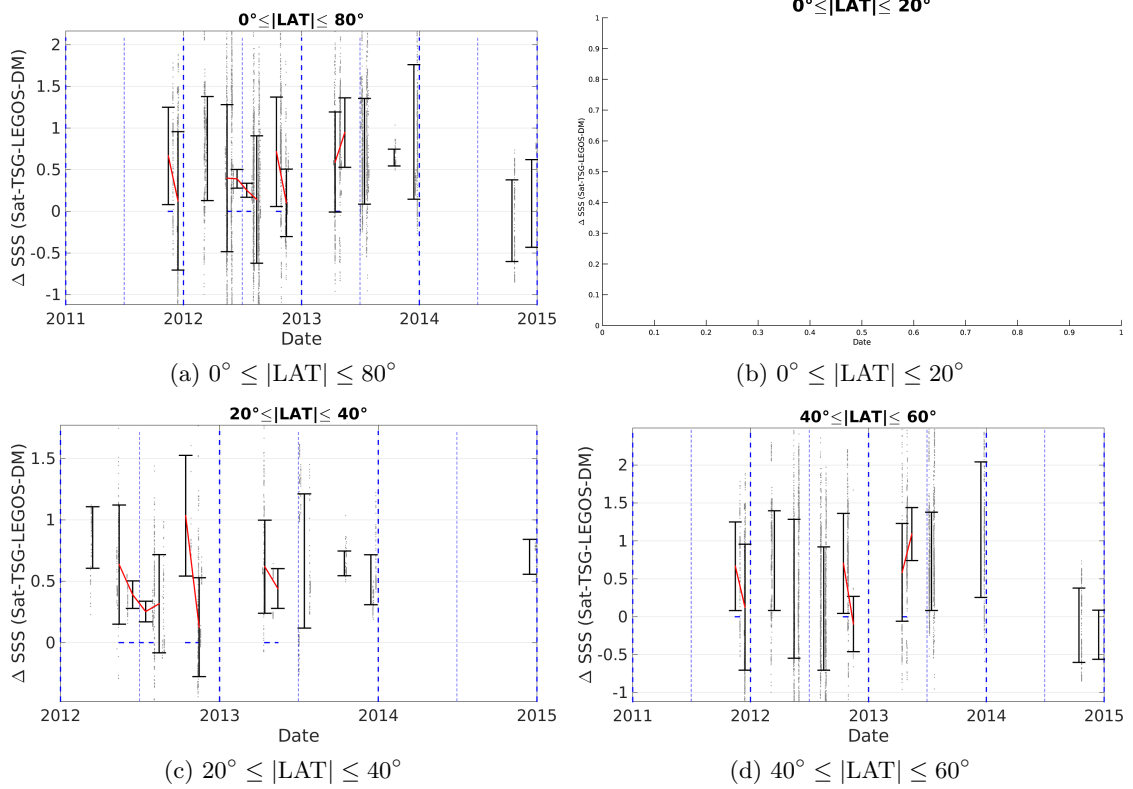 0°≤|LAT|≤ 80°
Δ SSS (Sat-TSG-LEGOS-DM)
2
1.5
1
0.5
0
-0.5
-1
2011 2012 2013 2014 2015
Date
(a) 0° ≤ |LAT| ≤ 80°
0°≤|LAT|≤ 20°
Δ SSS (Sat-TSG-LEGOS-DM)
1
0.9
0.8
0.7
0.6
0.5
0.4
0.3
0.2
0.1
0
0 0.1 0.2 0.3 0.4 0.5 0.6 0.7 0.8 0.9 1
Date
(b) 0° ≤ |LAT| ≤ 20°
20°≤|LAT|≤ 40°
Δ SSS (Sat-TSG-LEGOS-DM)
1.5
1
0.5
0
2012 2013 2014 2015
Date
(c) 20° ≤ |LAT| ≤ 40°
40°≤|LAT|≤ 60°
Δ SSS (Sat-TSG-LEGOS-DM)
2
1.5
1
0.5
0
-0.5
-1
2011 2012 2013 2014 2015
Date
(d) 40° ≤ |LAT| ≤ 60°